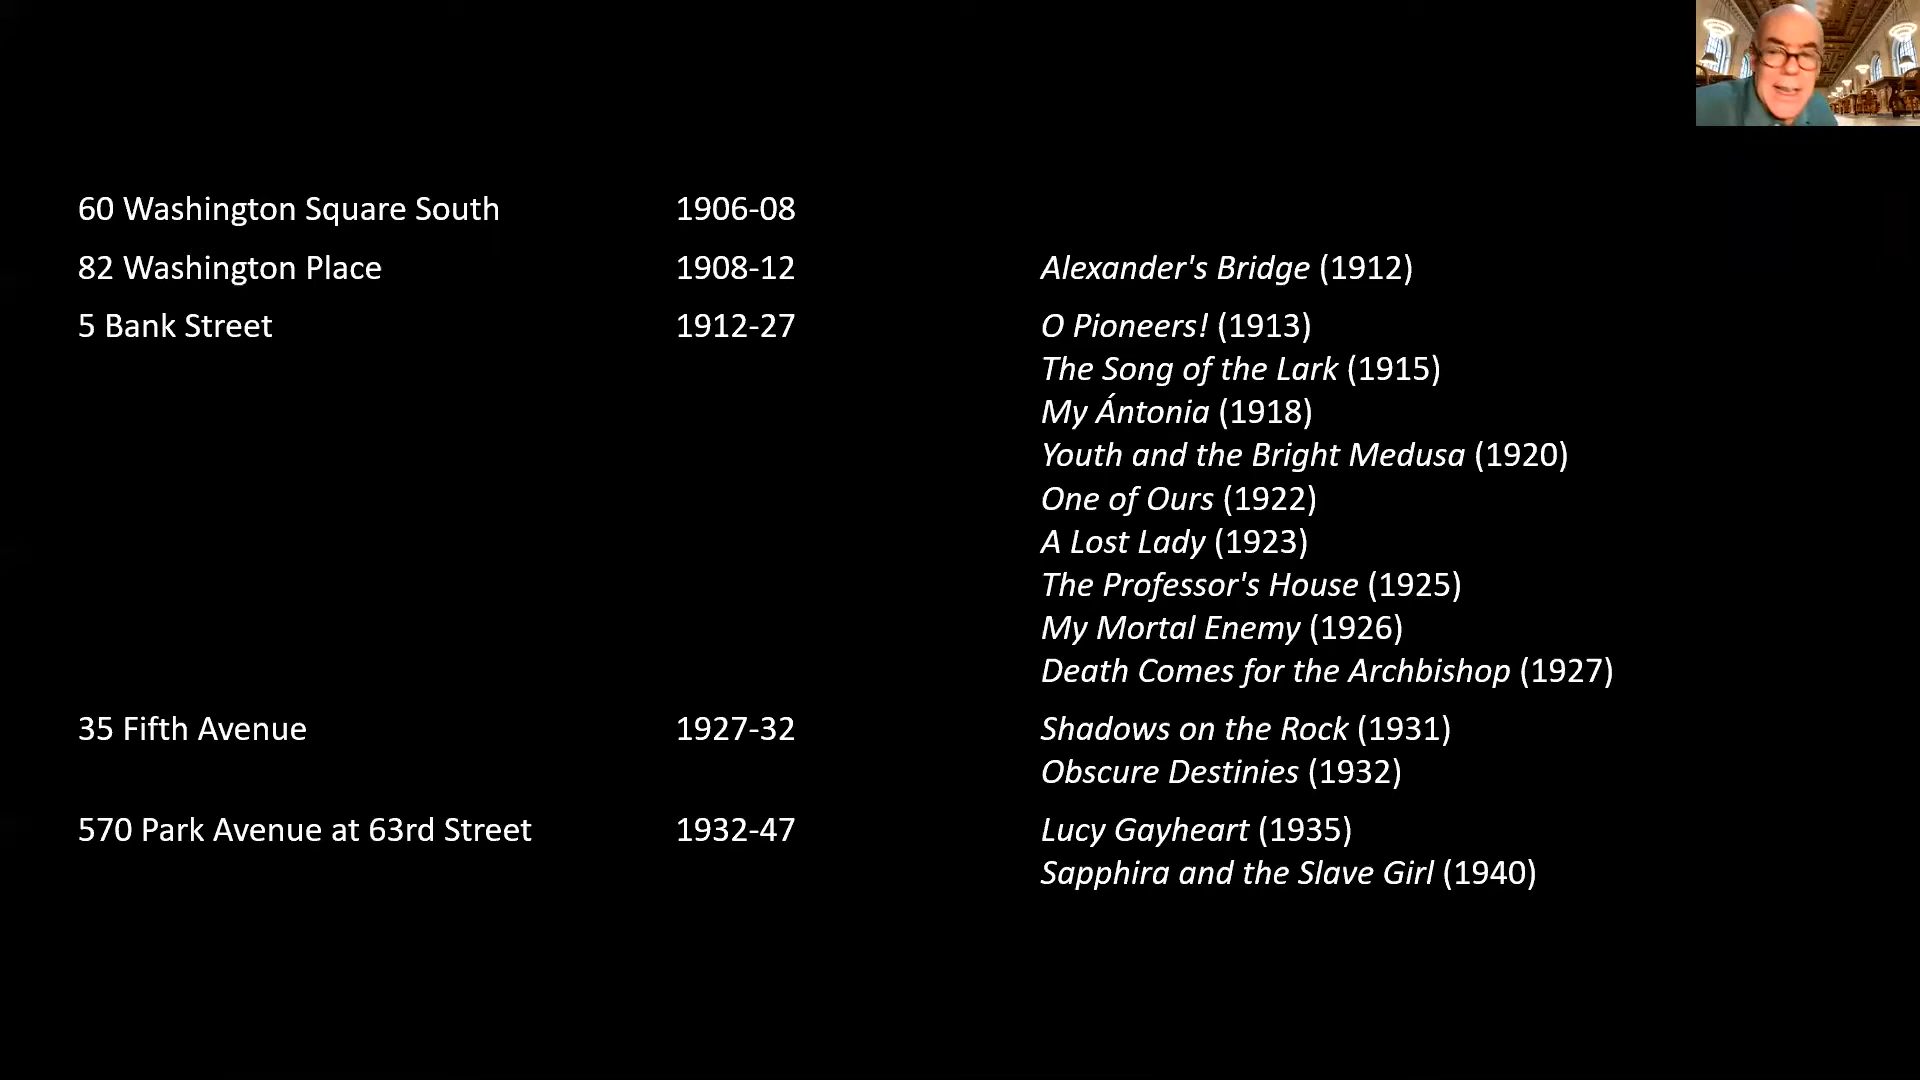 60 Washington Square South 1906-08
82 Washington Place 1908-12 Alexander's Bridge (1912)
5 Bank Street 1912-27 O Pioneers! (1913)
The Song of the Lark (1915)
My Ántonia (1918)
Youth and the Bright Medusa (1920)
One of Ours (1922)
A Lost Lady (1923)
The Professor's House (1925)
My Mortal Enemy (1926)
Death Comes for the Archbishop (1927)
35 Fifth Avenue 1927-32 Shadows on the Rock (1931)
Obscure Destinies (1932)
570 Park Avenue at 63rd Street 1932-47 Lucy Gayheart (1935)
Sapphira and the Slave Girl (1940)